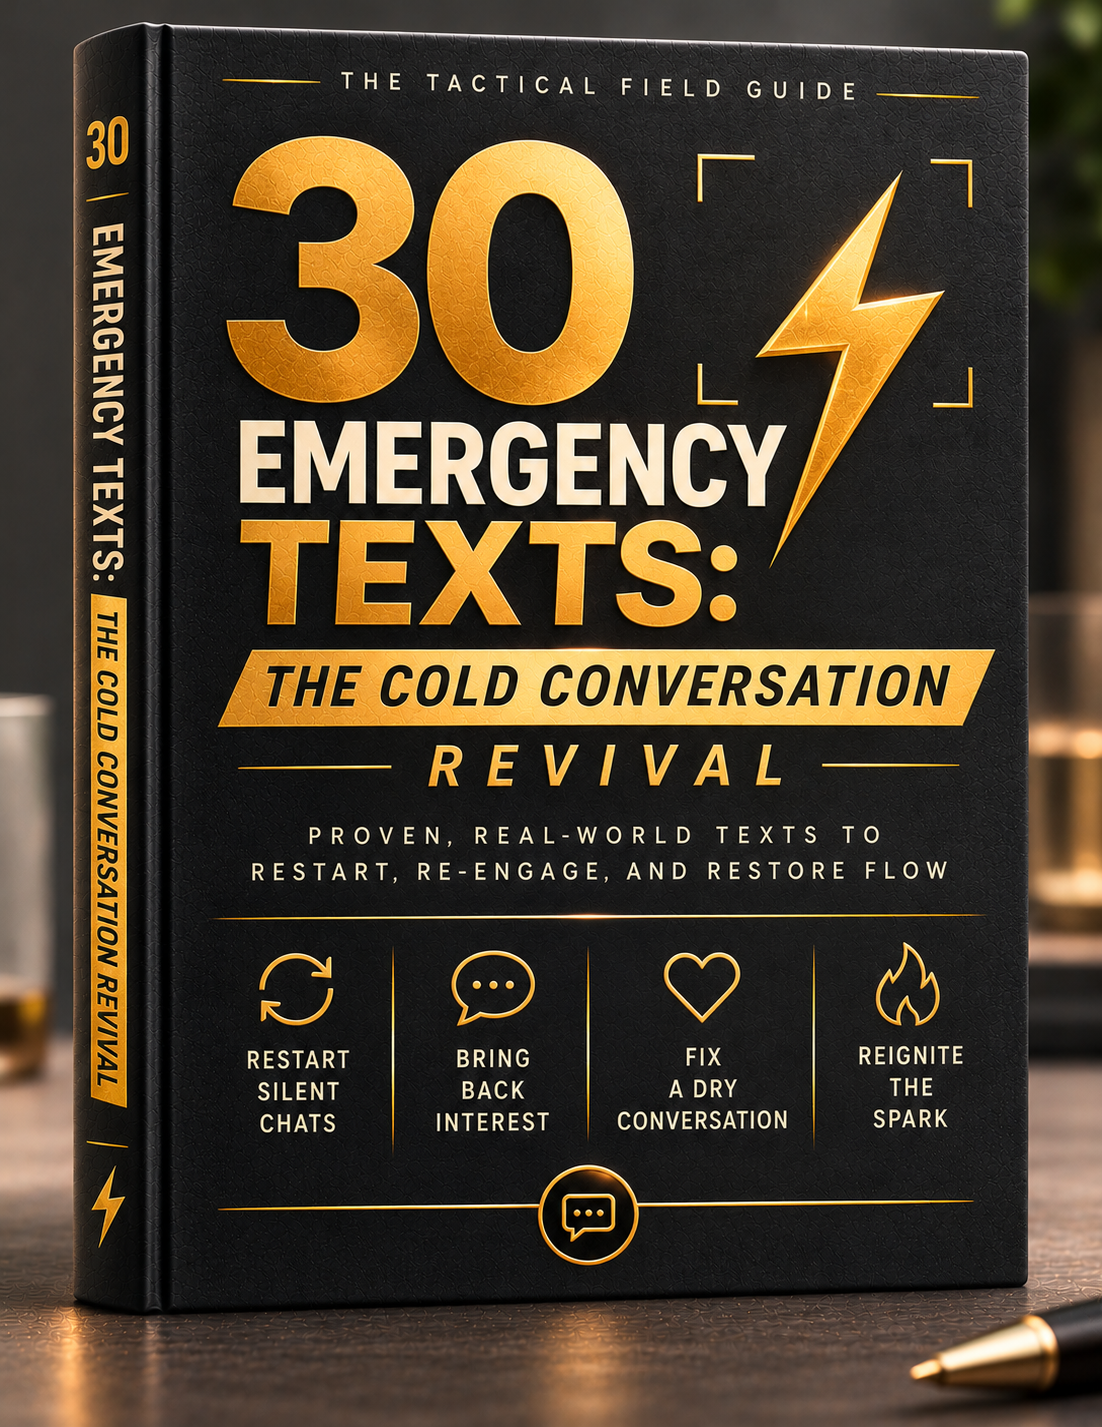 THE TACTICAL FIELD GUIDE
30
EMERGENCY
TEXTS:
THE COLD CONVERSATION
REVIVAL
PROVEN, REAL-WORLD TEXTS TO
RESTART, RE-ENGAGE, AND RESTORE FLOW
RESTART
SILENT
CHATS
BRING
BACK
INTEREST
FIX
A DRY
CONVERSATION
REIGNITE
THE
SPARK
30
EMERGENCY TEXTS:
THE COLD CONVERSATION REVIVAL